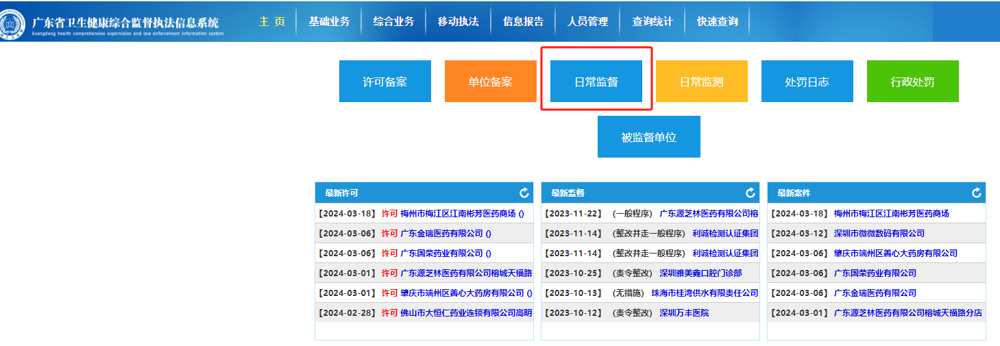 广东省卫生健康综合监督执法信息系统
Guangdong health comprehensive supervision and law enforcement information system
主 页 基础业务 综合业务 移动执法 信息报告 人员管理 查询统计 快速查询
许可备案 单位备案 日常监督 日常监测 处罚日志 行政处罚
被监督单位
最新许可
【2024-03-18】 许可 梅州市梅江区江南彬芳医药商场 ()
【2024-03-06】 许可 广东金瑞医药有限公司 ()
【2024-03-06】 许可 广东国荣药业有限公司 ()
【2024-03-01】 许可 广东源芝林医药有限公司榕城天福路
【2024-03-01】 许可 肇庆市端州区善心大药房有限公司 ()
【2024-02-28】 许可 佛山市大恒仁药业连锁有限公司高明
最新监督
【2023-11-22】 （一般程序） 广东源芝林医药有限公司榕
【2023-11-14】 （整改并走一般程序） 利诚检测认证集团
【2023-11-14】 （整改并走一般程序） 利诚检测认证集团
【2023-10-25】 （责令整改） 深圳雅美鑫口腔门诊部
【2023-10-13】 （无措施） 珠海市桂湾供水有限责任公司
【2023-10-12】 （责令整改） 深圳万丰医院
最新案件
【2024-03-18】 梅州市梅江区江南彬芳医药商场
【2024-03-12】 深圳市微微数码有限公司
【2024-03-06】 肇庆市端州区善心大药房有限公司
【2024-03-06】 广东国荣药业有限公司
【2024-03-06】 广东金瑞医药有限公司
【2024-03-01】 广东源芝林医药有限公司榕城天福路分店